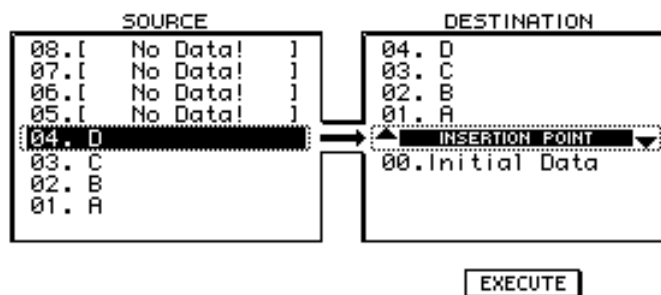 SOURCE
08.[ No Data! ]
07.[ No Data! ]
06.[ No Data! ]
05.[ No Data! ]
04. D
03. C
02. B
01. A
DESTINATION
04. D
03. C
02. B
01. A
INSERTION POINT
00.Initial Data
EXECUTE